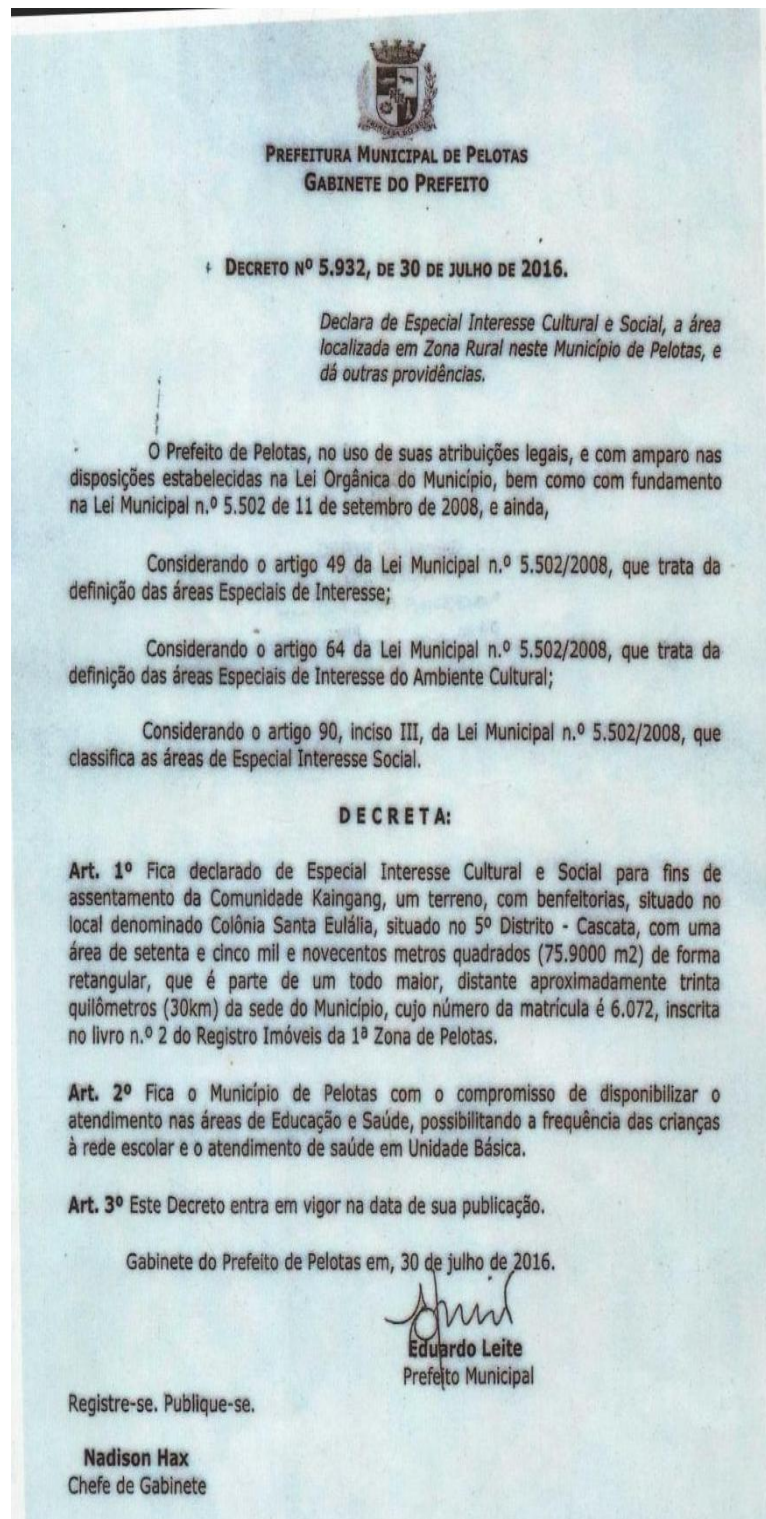 PREFEITURA MUNICIPAL DE PELOTAS
GABINETE DO PREFEITO
DECRETO Nº 5.932, DE 30 DE JULHO DE 2016.
Declara de Especial Interesse Cultural e Social, a área
localizada em Zona Rural neste Município de Pelotas, e
dá outras providências.
O Prefeito de Pelotas, no uso de suas atribuições legais, e com amparo nas
disposições estabelecidas na Lei Orgânica do Município, bem como com fundamento
na Lei Municipal n.º 5.502 de 11 de setembro de 2008, e ainda,
Considerando o artigo 49 da Lei Municipal n.º 5.502/2008, que trata da
definição das áreas Especiais de Interesse;
Considerando o artigo 64 da Lei Municipal n.º 5.502/2008, que trata da
definição das áreas Especiais de Interesse do Ambiente Cultural;
Considerando o artigo 90, inciso III, da Lei Municipal n.º 5.502/2008, que
classifica as áreas de Especial Interesse Social.
DECRETA:
Art. 1º Fica declarado de Especial Interesse Cultural e Social para fins de
assentamento da Comunidade Kaingang, um terreno, com benfeitorias, situado no
local denominado Colônia Santa Eulália, situado no 5º Distrito - Cascata, com uma
área de setenta e cinco mil e novecentos metros quadrados (75.9000 m2) de forma
retangular, que é parte de um todo maior, distante aproximadamente trinta
quilômetros (30km) da sede do Município, cujo número da matrícula é 6.072, inscrita
no livro n.º 2 do Registro Imóveis da 1ª Zona de Pelotas.
Art. 2º Fica o Município de Pelotas com o compromisso de disponibilizar o
atendimento nas áreas de Educação e Saúde, possibilitando a frequência das crianças
à rede escolar e o atendimento de saúde em Unidade Básica.
Art. 3º Este Decreto entra em vigor na data de sua publicação.
Gabinete do Prefeito de Pelotas em, 30 de julho de 2016.
Eduardo Leite
Prefeito Municipal
Registre-se. Publique-se.
Nadison Hax
Chefe de Gabinete